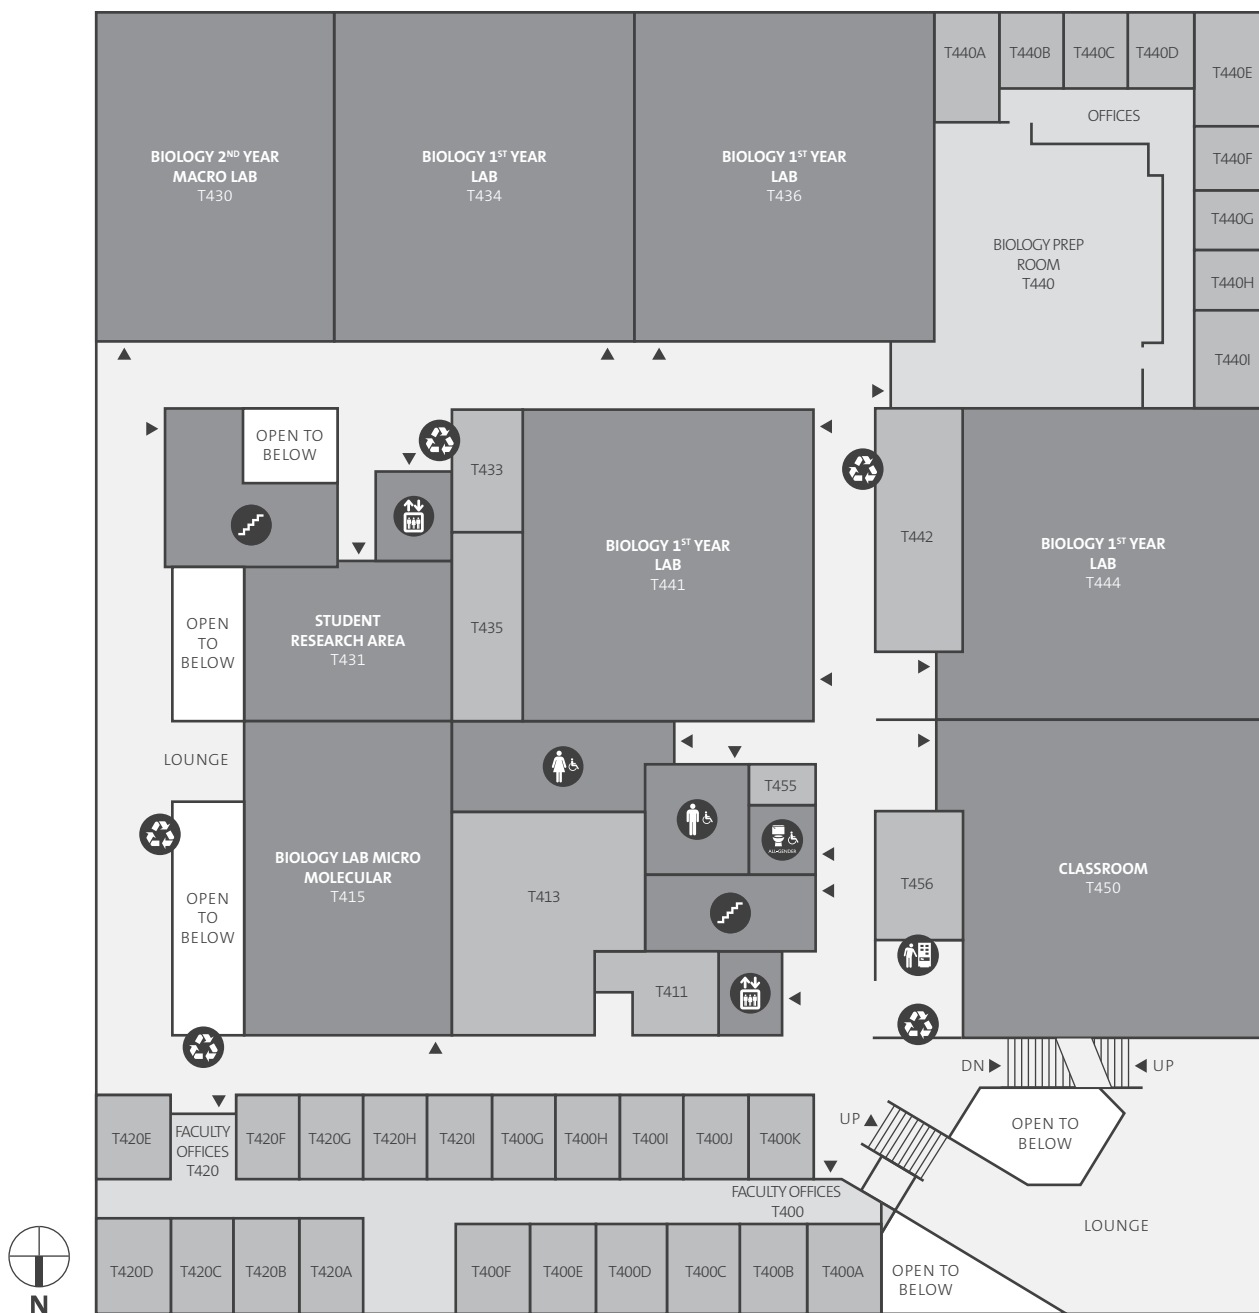 T440A
T440B
T440C
T440D
T440E
OFFICES
BIOLOGY 2ND YEAR
MACRO LAB
T430
BIOLOGY 1ST YEAR
LAB
T434
BIOLOGY 1ST YEAR
LAB
T436
T440F
T440G
BIOLOGY PREP
ROOM
T440
T440H
T440I
OPEN TO
BELOW
T433
T442
BIOLOGY 1ST YEAR
LAB
T441
BIOLOGY 1ST YEAR
LAB
T444
OPEN
TO
BELOW
STUDENT
RESEARCH AREA
T431
T435
LOUNGE
T455
ALL-GENDER
BIOLOGY LAB MICRO
MOLECULAR
T415
OPEN
TO
BELOW
T413
T456
CLASSROOM
T450
T411
DN
UP
T420E
FACULTY
OFFICES
T420
T420F
T420G
T420H
T420I
T400G
T400H
T400I
T400J
T400K
UP
OPEN TO
BELOW
FACULTY OFFICES
T400
LOUNGE
T420D
T420C
T420B
T420A
T400F
T400E
T400D
T400C
T400B
T400A
OPEN TO
BELOW
N